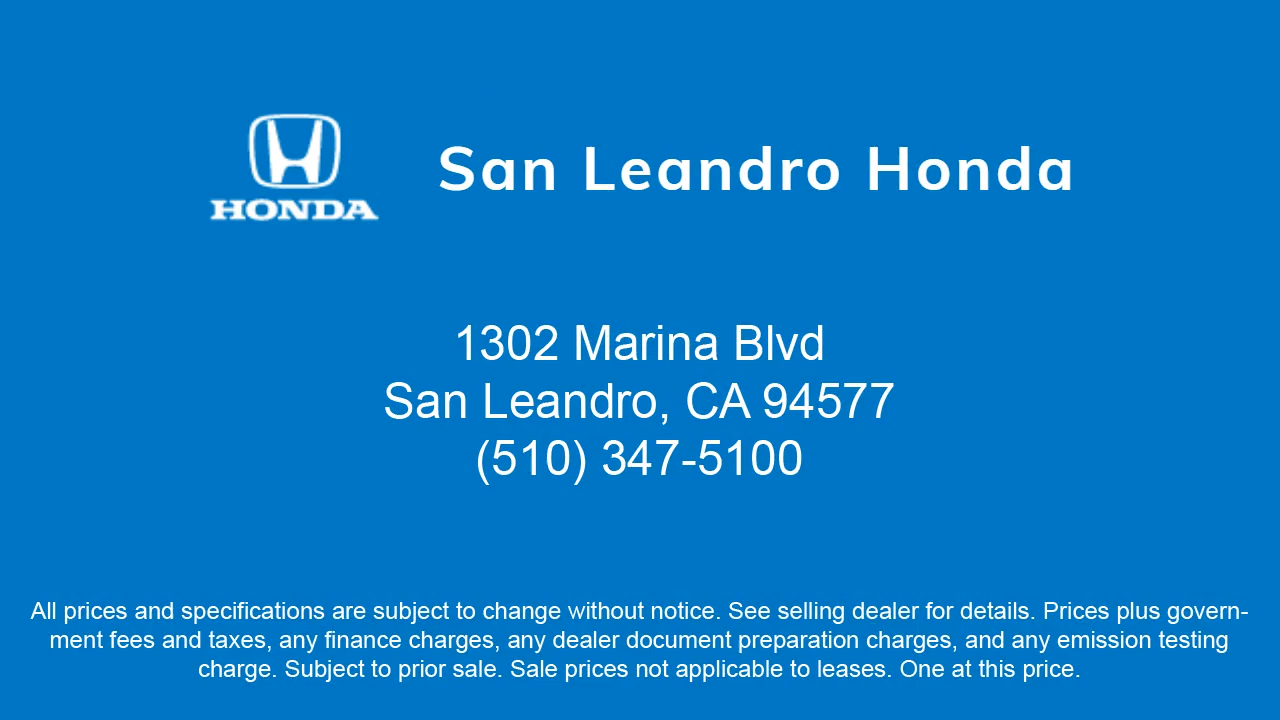 HONDA
San Leandro Honda
1302 Marina Blvd
San Leandro, CA 94577
(510) 347-5100
All prices and specifications are subject to change without notice. See selling dealer for details. Prices plus govern-
ment fees and taxes, any finance charges, any dealer document preparation charges, and any emission testing
charge. Subject to prior sale. Sale prices not applicable to leases. One at this price.